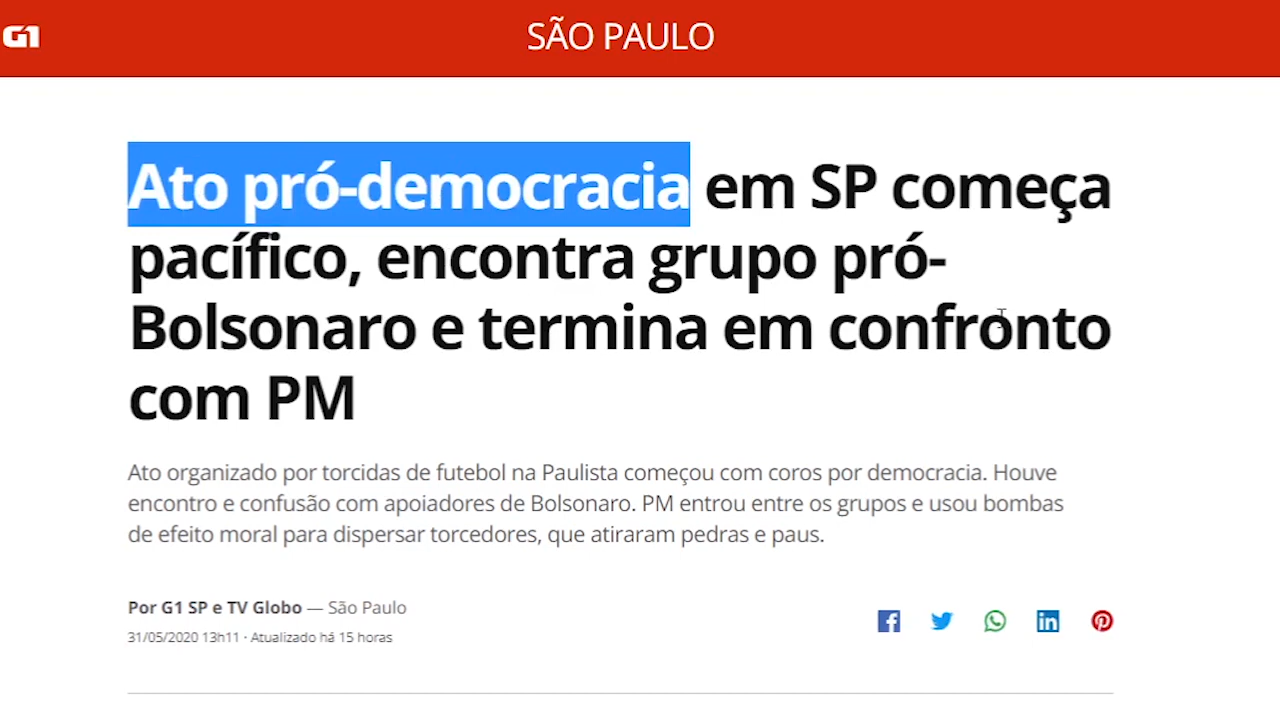 G1
SÃO PAULO
Ato pró-democracia em SP começa
pacífico, encontra grupo pró-
Bolsonaro e termina em confronto
com PM
Ato organizado por torcidas de futebol na Paulista começou com coros por democracia. Houve
encontro e confusão com apoiadores de Bolsonaro. PM entrou entre os grupos e usou bombas
de efeito moral para dispersar torcedores, que atiraram pedras e paus.
Por G1 SP e TV Globo — São Paulo
31/05/2020 13h11 · Atualizado há 15 horas